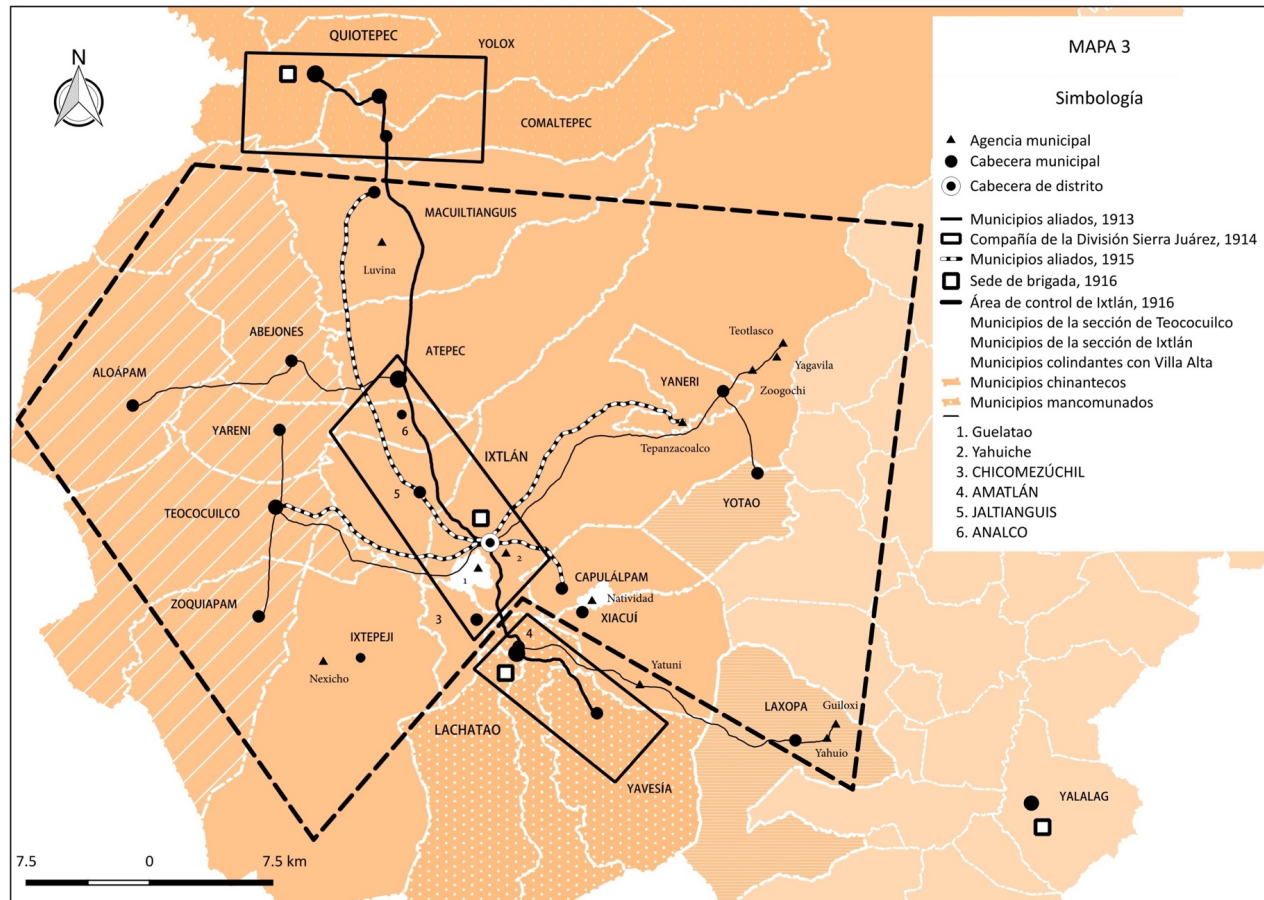 MAPA 3
Simbología
Agencia municipal
Cabecera municipal
Cabecera de distrito
Municipios aliados, 1913
Compañía de la División Sierra Juárez, 1914
Municipios aliados, 1915
Sede de brigada, 1916
Área de control de Ixtlán, 1916
Municipios de la sección de Teococuilco
Municipios de la sección de Ixtlán
Municipios colindantes con Villa Alta
Municipios chinantecos
Municipios mancomunados
1. Guelatao
2. Yahuiche
3. CHICOMEZÚCHIL
4. AMATLÁN
5. JALTIANGUIS
6. ANALCO
N
QUIOTEPEC
YOLOX
COMALTEPEC
MACUILTIANGUIS
Luvina
ABEJONES
ATEPEC
ALOÁPAM
YARENI
6
IXTLÁN
5
TEOCOCUILCO
Teotlasco
Yagavila
YANERI
Zoogochi
Tepanzacoalco
YOTAO
2
1
CAPULÁLPAM
Natividad
XIACUÍ
ZOQUIAPAM
3
IXTEPEJI
Nexicho
4
Yatuni
LACHATAO
YAVESÍA
LAXOPA
Guiloxi
Yahuio
YALALAG
7.5
0
7.5 km